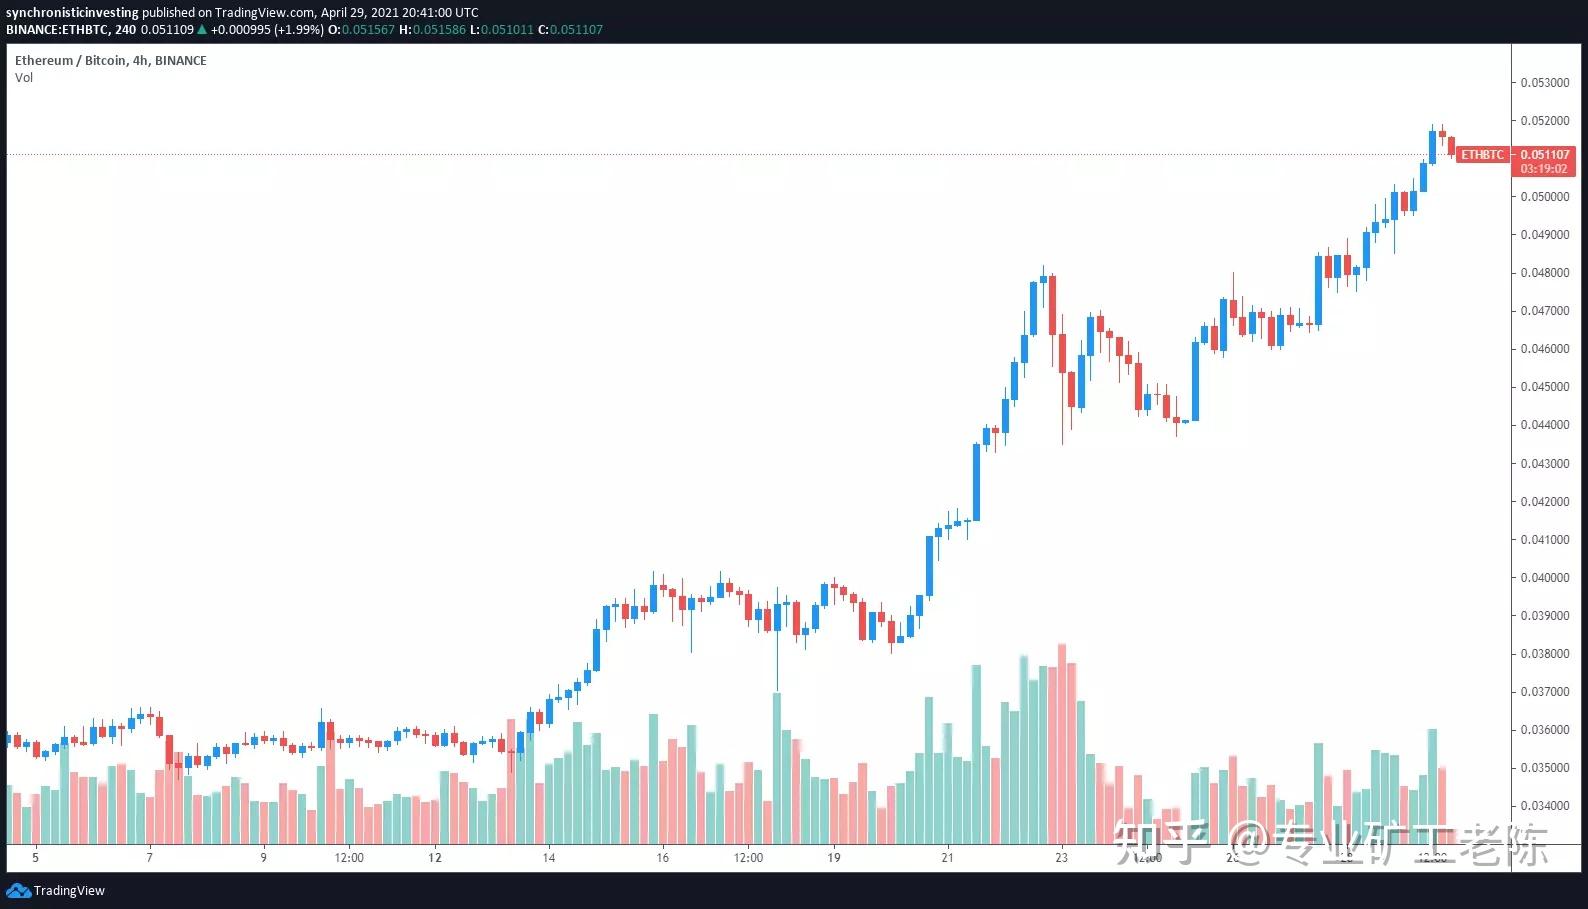 synchronisticinvesting published on TradingView.com, April 29, 2021 20:41:00 UTC
BINANCE:ETHBTC, 240 0.051109 ▲ +0.000995 (+1.99%) O:0.051567 H:0.051586 L:0.051011 C:0.051107
Ethereum / Bitcoin, 4h, BINANCE
Vol
0.053000
0.052000
ETHBTC 0.051107
03:19:02
0.050000
0.049000
0.048000
0.047000
0.046000
0.045000
0.044000
0.043000
0.042000
0.041000
0.040000
0.039000
0.038000
0.037000
0.036000
0.035000
0.034000
5 7 9 12:00 12 14 16 12:00 19 21 23 12:00 26 28 12:00
知乎 @专业矿工老陈
TradingView